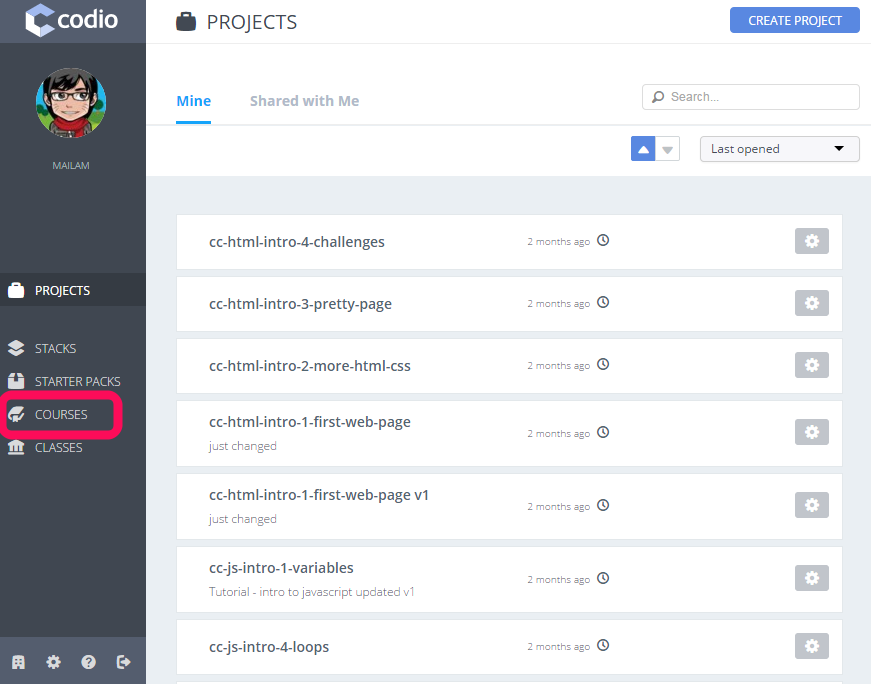 codio
PROJECTS
CREATE PROJECT
Mine
Shared with Me
Search...
MAILAM
Last opened
PROJECTS
STACKS
STARTER PACKS
COURSES
CLASSES
cc-html-intro-4-challenges
2 months ago
cc-html-intro-3-pretty-page
2 months ago
cc-html-intro-2-more-html-css
2 months ago
cc-html-intro-1-first-web-page
just changed
2 months ago
cc-html-intro-1-first-web-page v1
just changed
2 months ago
cc-js-intro-1-variables
Tutorial - intro to javascript updated v1
2 months ago
cc-js-intro-4-loops
2 months ago